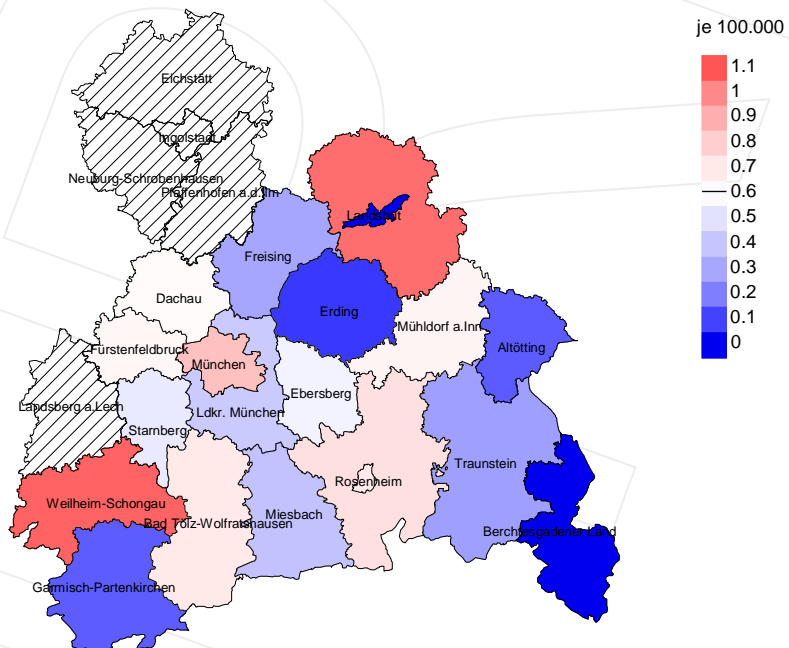 je 100.000
1.1
1
0.9
0.8
0.7
0.6
0.5
0.4
0.3
0.2
0.1
0
Eichstätt
Ingolstadt
Neuburg-Schrobenhausen
Pfaffenhofen a.d.Ilm
Landshut
Freising
Dachau
Erding
Mühldorf a.Inn
Altötting
Fürstenfeldbruck
München
Ebersberg
Landsberg a.Lech
Ldkr. München
Starnberg
Traunstein
Rosenheim
Weilheim-Schongau
Miesbach
Bad Tölz-Wolfratshausen
Berchtesgadener Land
Garmisch-Partenkirchen